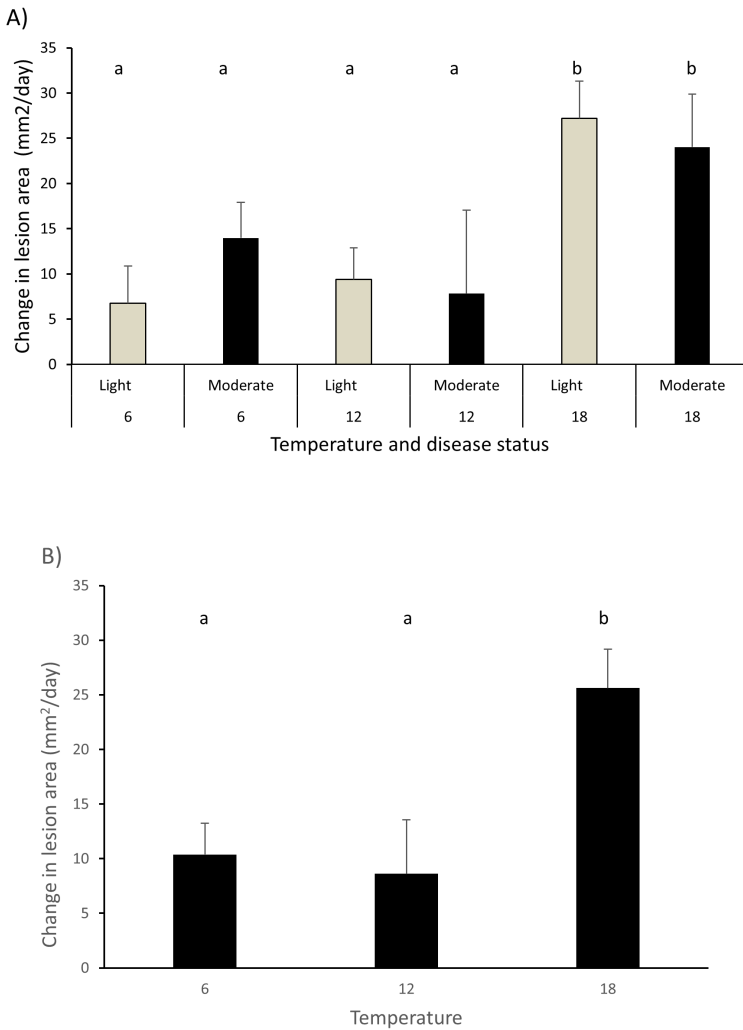 A)
Change in lesion area (mm2/day)
35
30
25
20
15
10
5
0
a a a a b b
Light Moderate Light Moderate Light Moderate
6 6 12 12 18 18
Temperature and disease status
B)
Change in lesion area (mm²/day)
35
30
25
20
15
10
5
0
a a b
6 12 18
Temperature